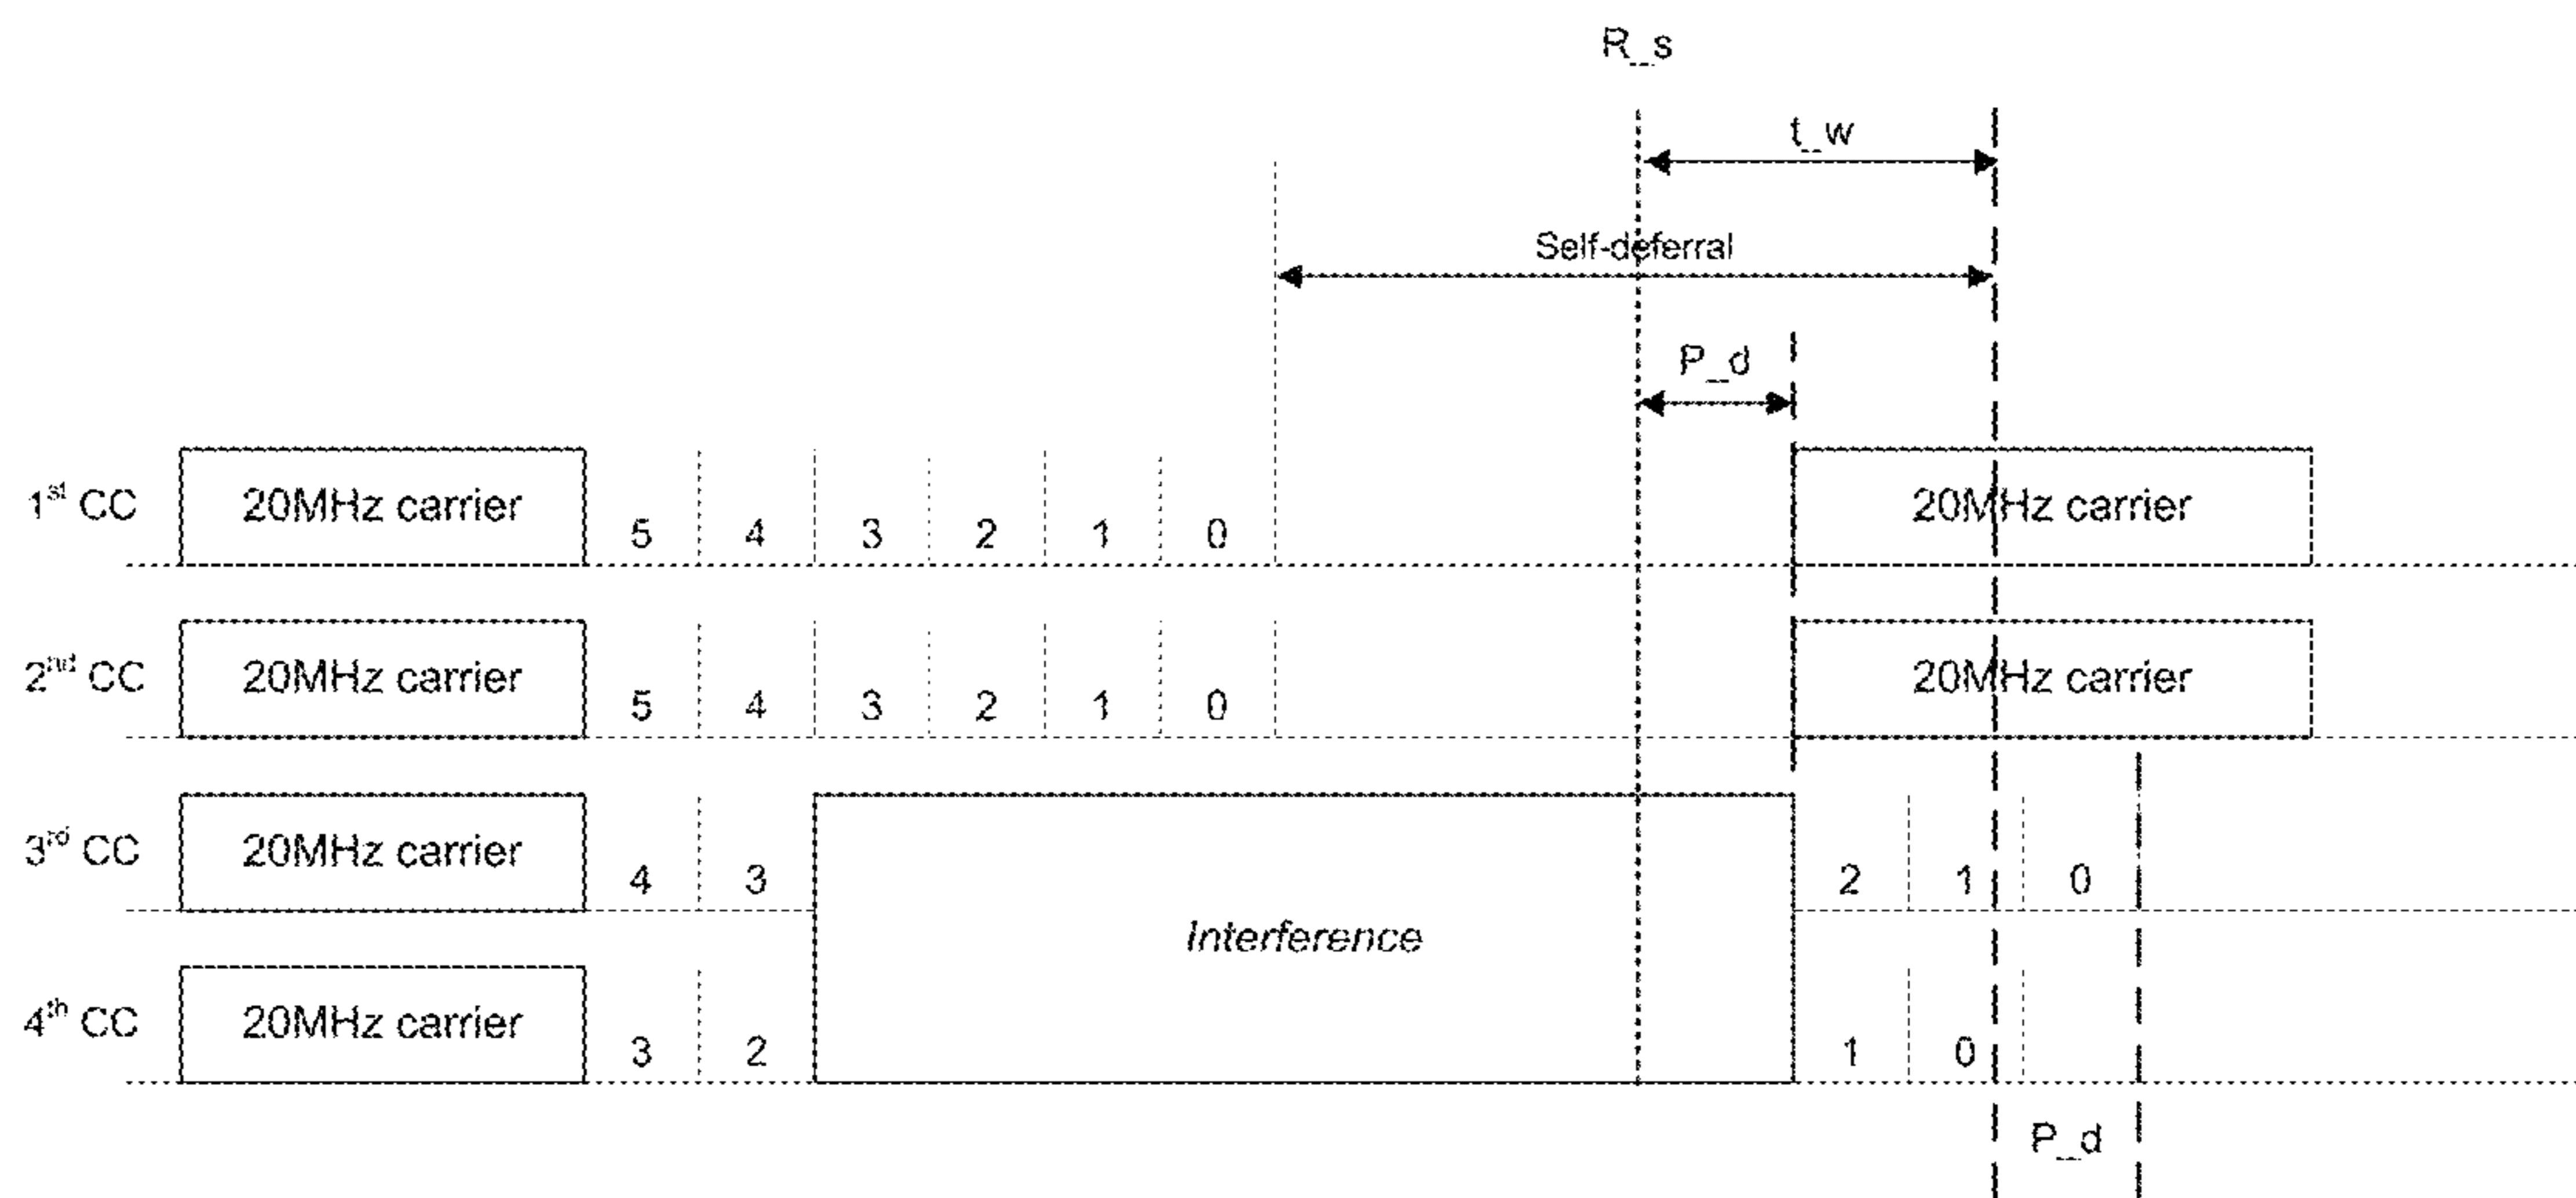 R_s
t_w
Self-deferral
P_d
1st CC 20MHz carrier 5 4 3 2 1 0 20MHz carrier
2nd CC 20MHz carrier 5 4 3 2 1 0 20MHz carrier
3rd CC 20MHz carrier 4 3 2 1 0
Interference
4th CC 20MHz carrier 3 2 1 0
P_d